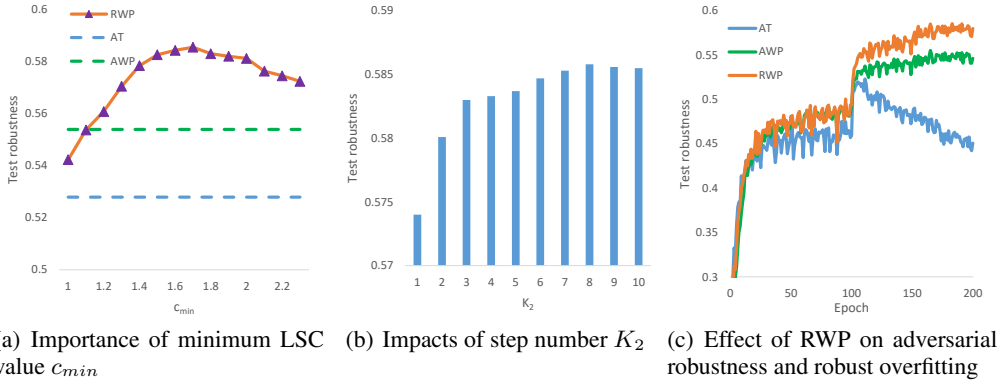 0.6
0.58
0.56
0.54
0.52
0.5
Test robustness
RWP
AT
AWP
1
1.2
1.4
1.6
1.8
2
2.2
c_min
0.59
0.585
0.58
0.575
0.57
Test robustness
1
2
3
4
5
6
7
8
9
10
K_2
0.6
0.55
0.5
0.45
0.4
0.35
0.3
Test robustness
AT
AWP
RWP
0
50
100
150
200
Epoch
a) Importance of minimum LSC
value c_min
(b) Impacts of step number K_2
(c) Effect of RWP on adversarial
robustness and robust overfitting